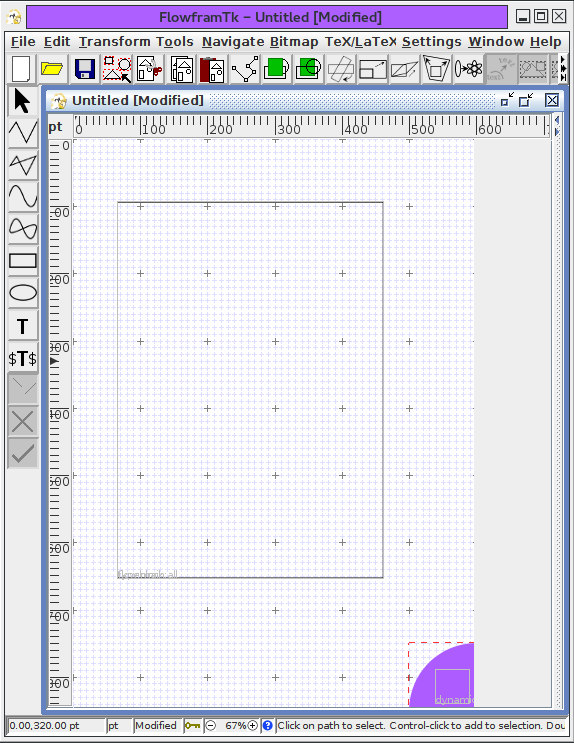 FlowframTk – Untitled [Modified]
File Edit Transform Tools Navigate Bitmap TeX/LaTeX Settings Window Help
Untitled [Modified]
pt 0 100 200 300 400 500 600
0
100
200
300
400
T
500
$T$
600
700
800
dynamic
0.00,320.00 pt pt Modified 67% ? Click on path to select. Control-click to add to selection. Dou